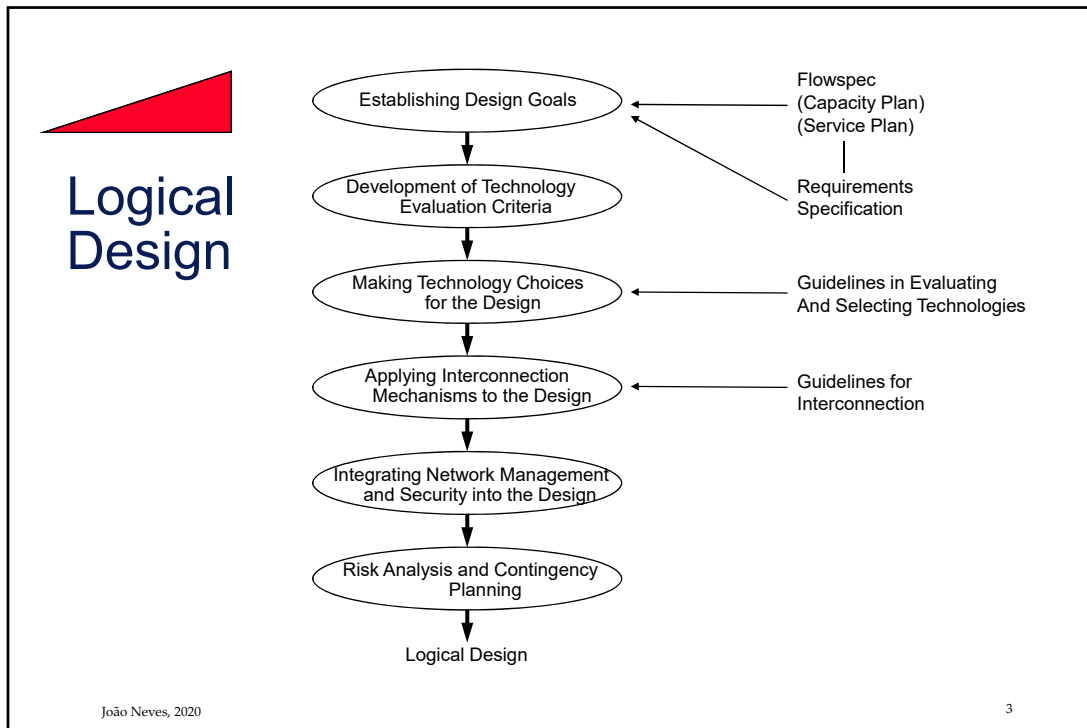 Logical
Design
Establishing Design Goals
Development of Technology
Evaluation Criteria
Making Technology Choices
for the Design
Applying Interconnection
Mechanisms to the Design
Integrating Network Management
and Security into the Design
Risk Analysis and Contingency
Planning
Logical Design
Flowspec
(Capacity Plan)
(Service Plan)
Requirements
Specification
Guidelines in Evaluating
And Selecting Technologies
Guidelines for
Interconnection
João Neves, 2020
3